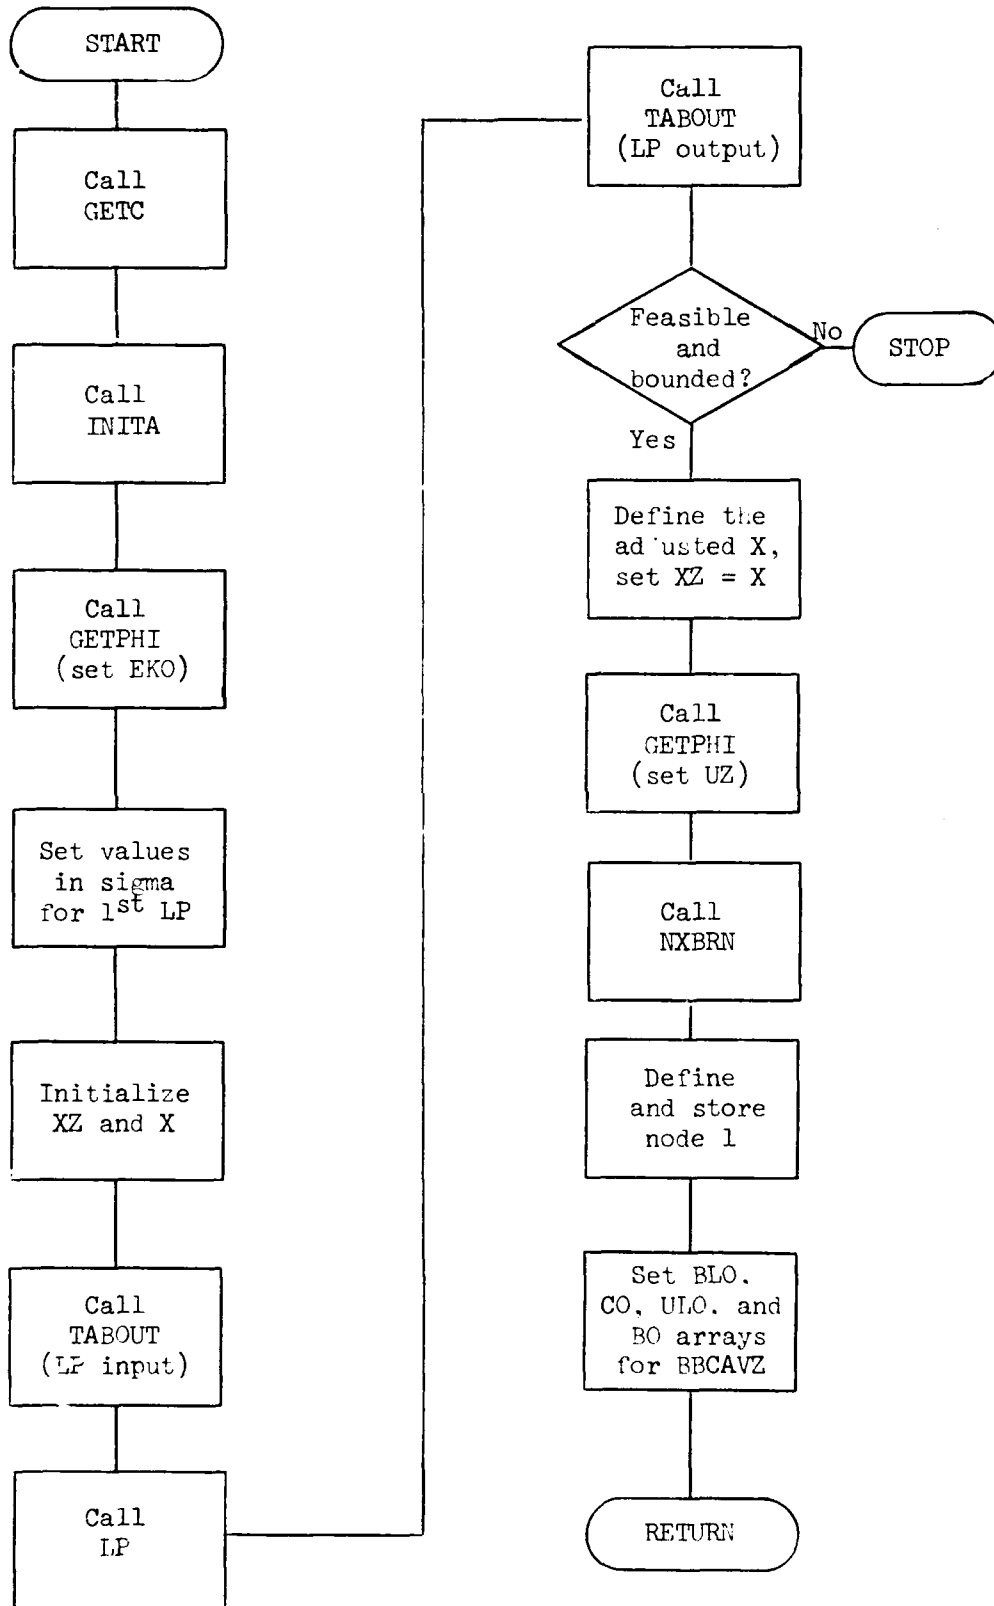 START
Call
GETC
Call
INITA
Call
GETPHI
(set EKO)
Set values
in sigma
for 1st LP
Initialize
XZ and X
Call
TABOUT
(LP input)
Call
LP
Call
TABOUT
(LP output)
Feasible
and
bounded?
No
STOP
Yes
Define the
adjusted X,
set XZ = X
Call
GETPHI
(set UZ)
Call
NXBRN
Define
and store
node 1
Set BLO.
CO, ULO. and
BO arrays
for BBCAVZ
RETURN